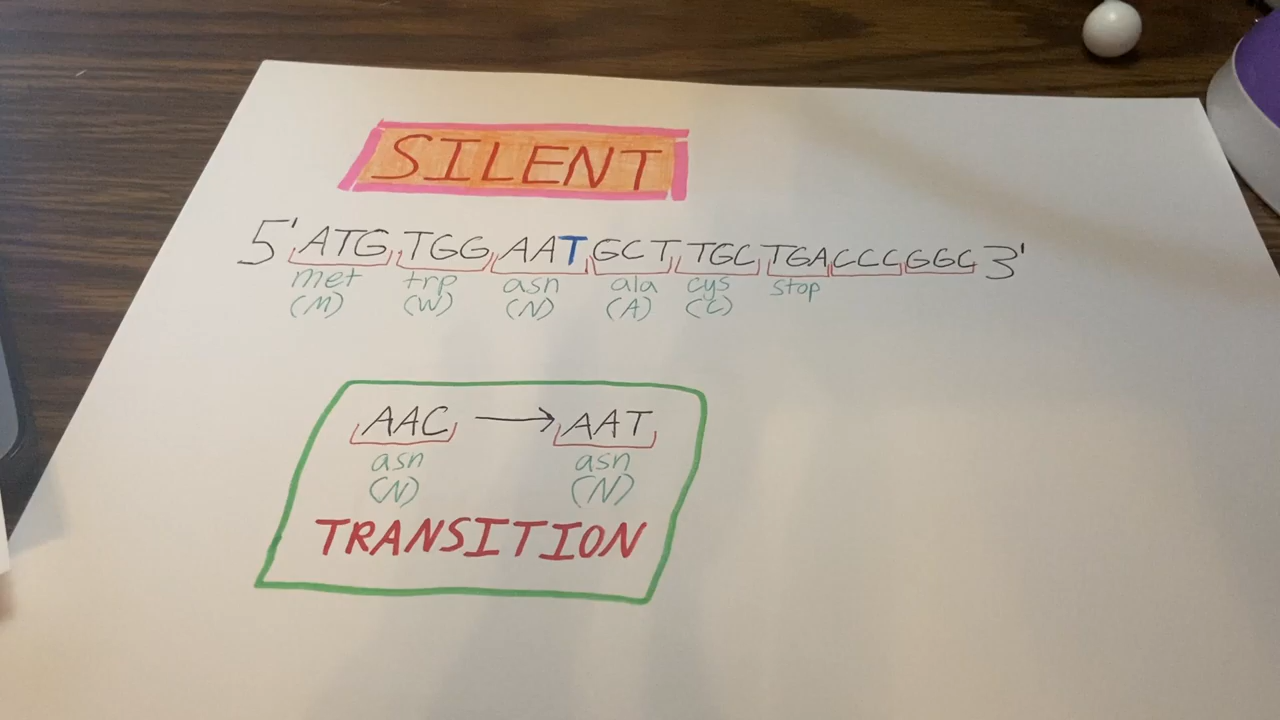 SILENT
5' ATG TGG AAT GCT TGC TGA CCC GGC 3'
met trp asn ala cys stop
(M) (W) (N) (A) (C)
AAC → AAT
asn asn
(N) (N)
TRANSITION